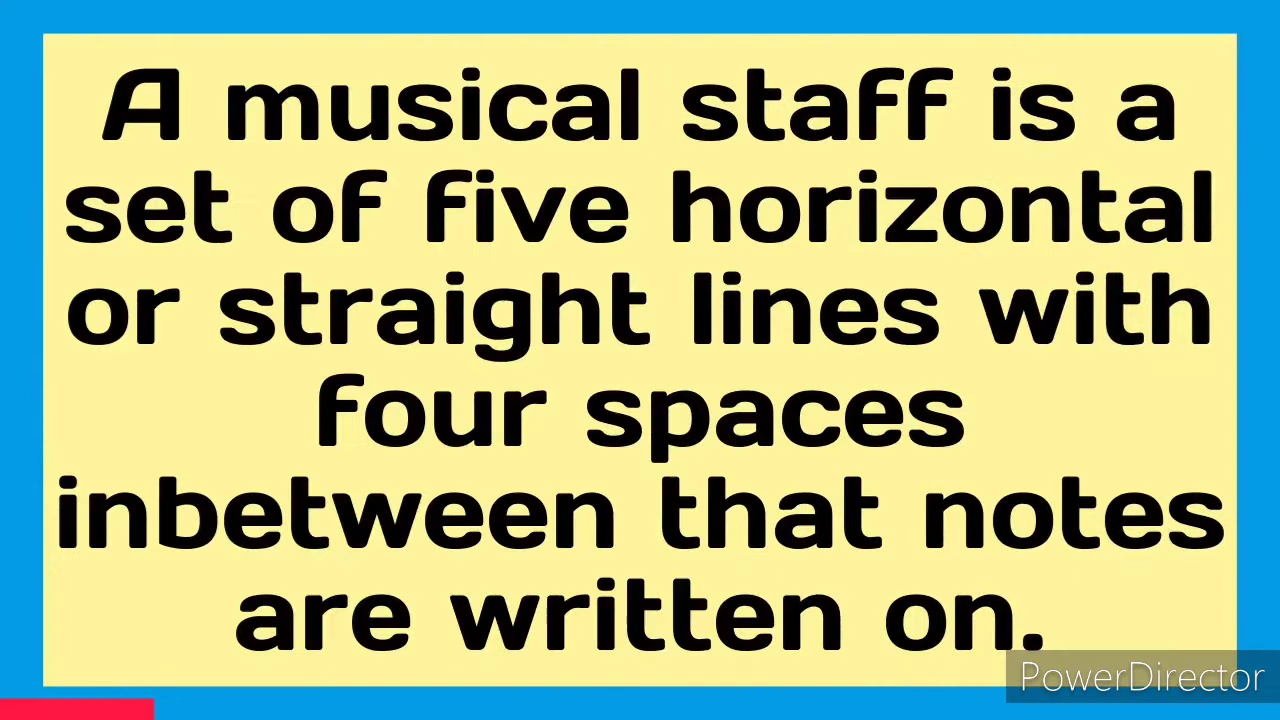 A musical staff is a
set of five horizontal
or straight lines with
four spaces
inbetween that notes
are written on.
PowerDirector